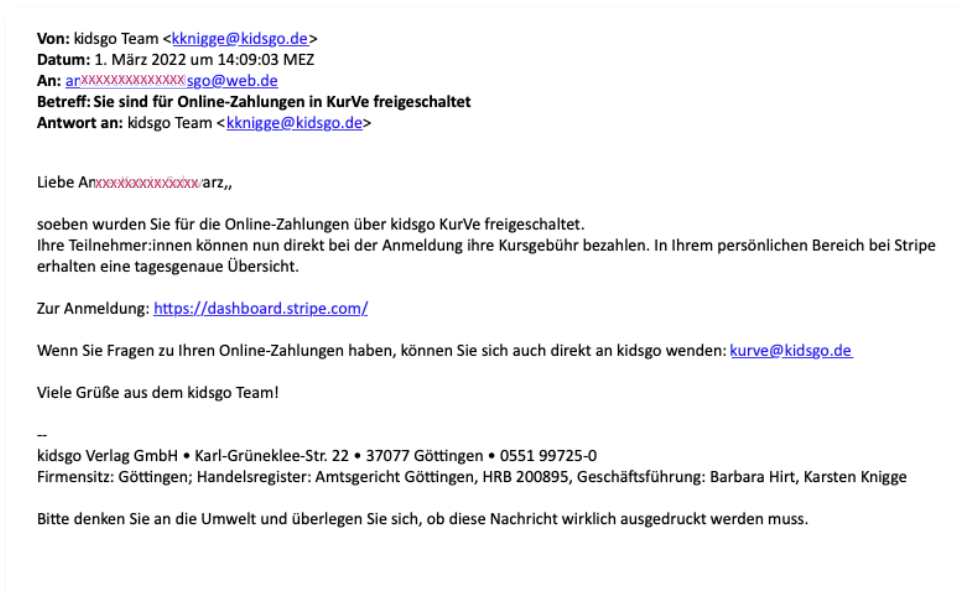 Von: kidsgo Team <kknigge@kidsgo.de>
Datum: 1. März 2022 um 14:09:03 MEZ
An: arxxxxxxxxxxxxxxsgo@web.de
Betreff: Sie sind für Online-Zahlungen in KurVe freigeschaltet
Antwort an: kidsgo Team <kknigge@kidsgo.de>
Liebe Anxxxxxxxxxxxxxxarz,,
soeben wurden Sie für die Online-Zahlungen über kidsgo KurVe freigeschaltet.
Ihre Teilnehmer:innen können nun direkt bei der Anmeldung ihre Kursgebühr bezahlen. In Ihrem persönlichen Bereich bei Stripe
erhalten eine tagesgenaue Übersicht.
Zur Anmeldung: https://dashboard.stripe.com/
Wenn Sie Fragen zu Ihren Online-Zahlungen haben, können Sie sich auch direkt an kidsgo wenden: kurve@kidsgo.de
Viele Grüße aus dem kidsgo Team!
--
kidsgo Verlag GmbH • Karl-Grüneklee-Str. 22 • 37077 Göttingen • 0551 99725-0
Firmensitz: Göttingen; Handelsregister: Amtsgericht Göttingen, HRB 200895, Geschäftsführung: Barbara Hirt, Karsten Knigge
Bitte denken Sie an die Umwelt und überlegen Sie sich, ob diese Nachricht wirklich ausgedruckt werden muss.